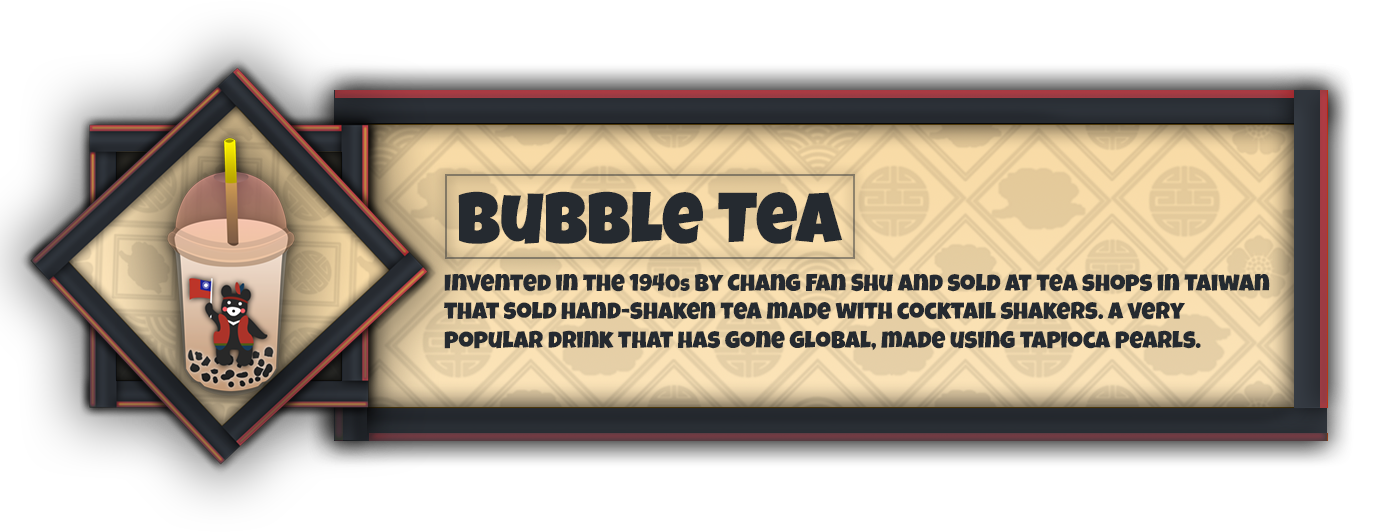 BUBBLE TEA
INVENTED IN THE 1940s BY CHANG FAN SHU AND SOLD AT TEA SHOPS IN TAIWAN
THAT SOLD HAND-SHAKEN TEA MADE WITH COCKTAIL SHAKERS. A VERY
POPULAR DRINK THAT HAS GONE GLOBAL, MADE USING TAPIOCA PEARLS.